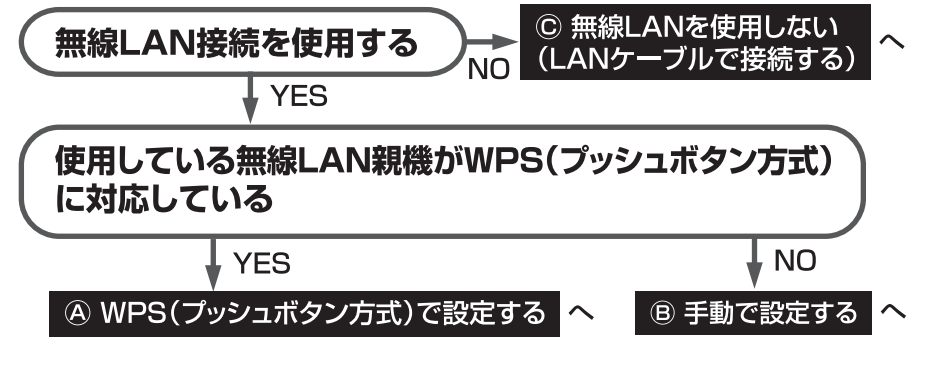 無線LAN接続を使用する
Ⓒ 無線LANを使用しない
（LANケーブルで接続する） へ
NO
YES
使用している無線LAN親機がWPS（プッシュボタン方式）
に対応している
YES
NO
Ⓐ WPS（プッシュボタン方式）で設定する へ
Ⓑ 手動で設定する へ